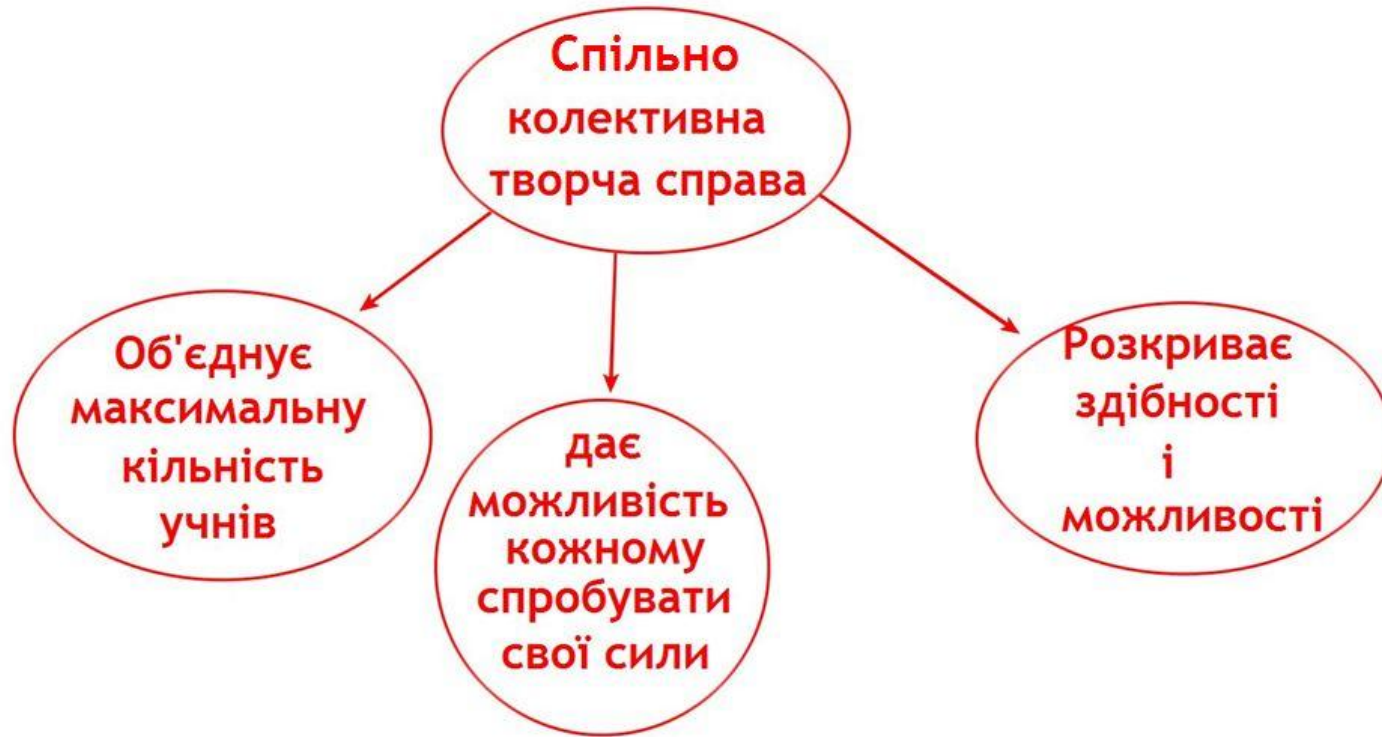 Спільно
колективна
творча справа
Об'єднує
максимальну
кількість
учнів
дає
можливість
кожному
спробувати
свої сили
Розкриває
здібності
і
можливості